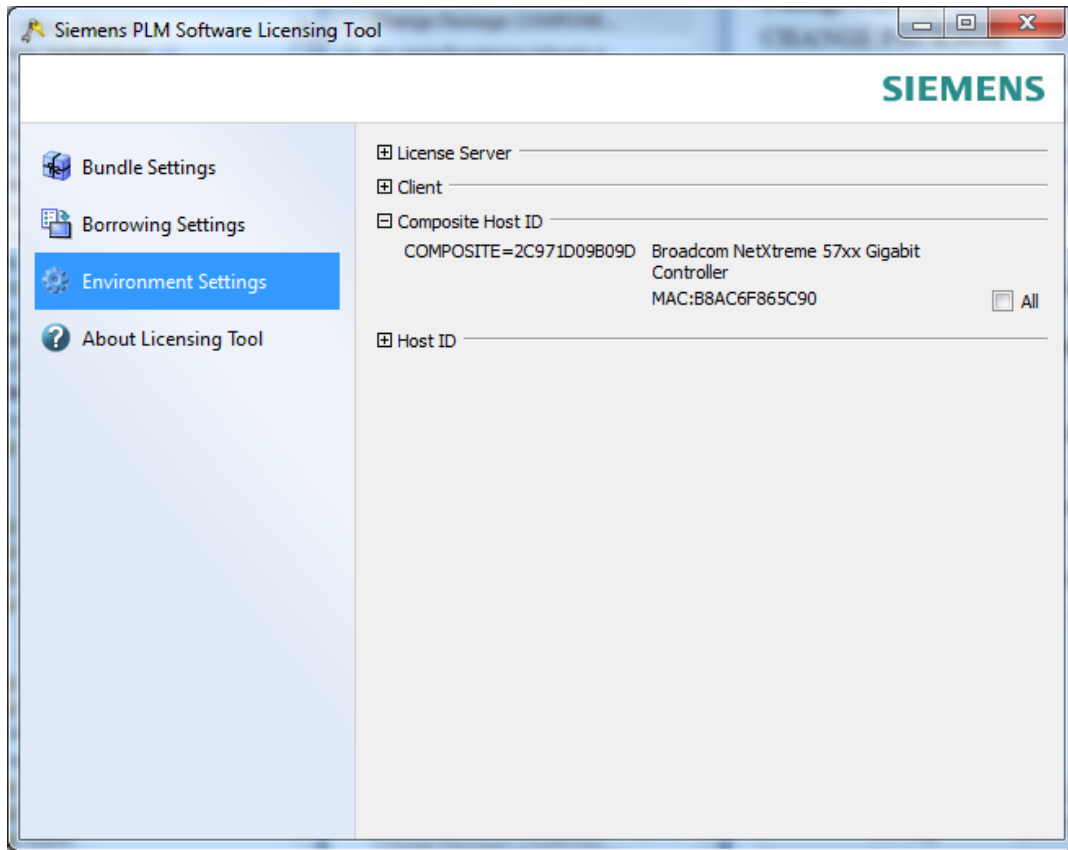 Siemens PLM Software Licensing Tool
SIEMENS
Bundle Settings
Borrowing Settings
Environment Settings
About Licensing Tool
License Server
Client
Composite Host ID
COMPOSITE=2C971D09B09D Broadcom NetXtreme 57xx Gigabit
Controller
MAC:B8AC6F865C90 All
Host ID